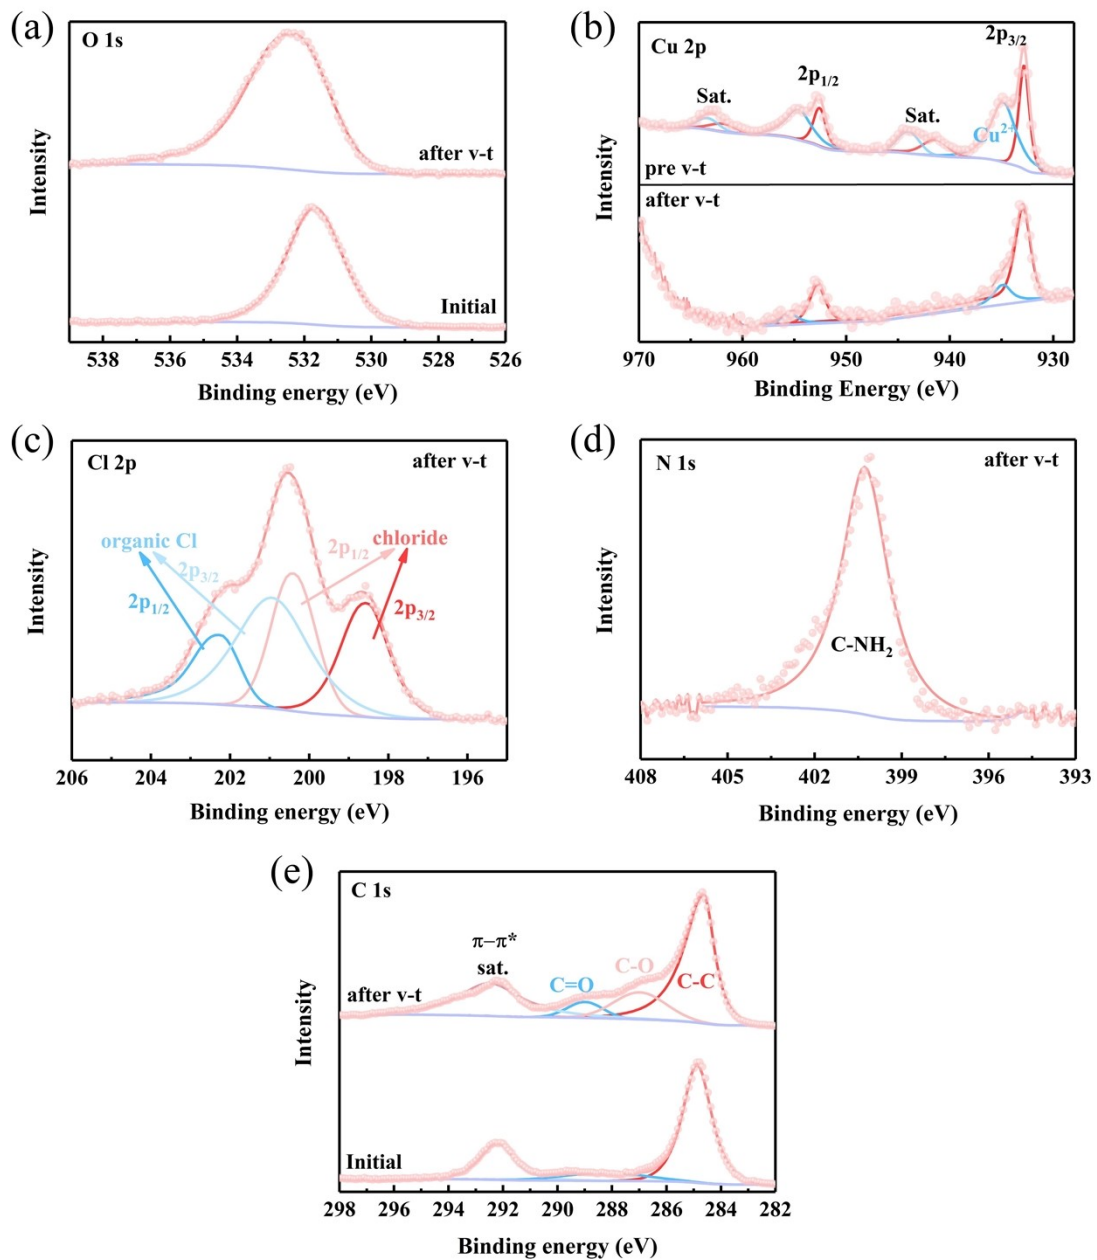 (a)
O 1s
after v-t
Initial
Intensity
538 536 534 532 530 528 526
Binding energy (eV)
(b)
Cu 2p
2p3/2
2p1/2
Sat.
Sat.
Cu2+
pre v-t
after v-t
Intensity
970 960 950 940 930
Binding Energy (eV)
(c)
Cl 2p
after v-t
organic Cl
chloride
2p1/2
2p3/2
2p1/2
2p3/2
Intensity
206 204 202 200 198 196
Binding energy (eV)
(d)
N 1s
after v-t
C-NH2
Intensity
408 405 402 399 396 393
Binding energy (eV)
(e)
C 1s
π–π*
sat.
C=O
C-O
C-C
after v-t
Initial
Intensity
298 296 294 292 290 288 286 284 282
Binding energy (eV)